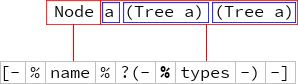 Node a (Tree a) (Tree a)
[- % name % ?(- % types -) -]